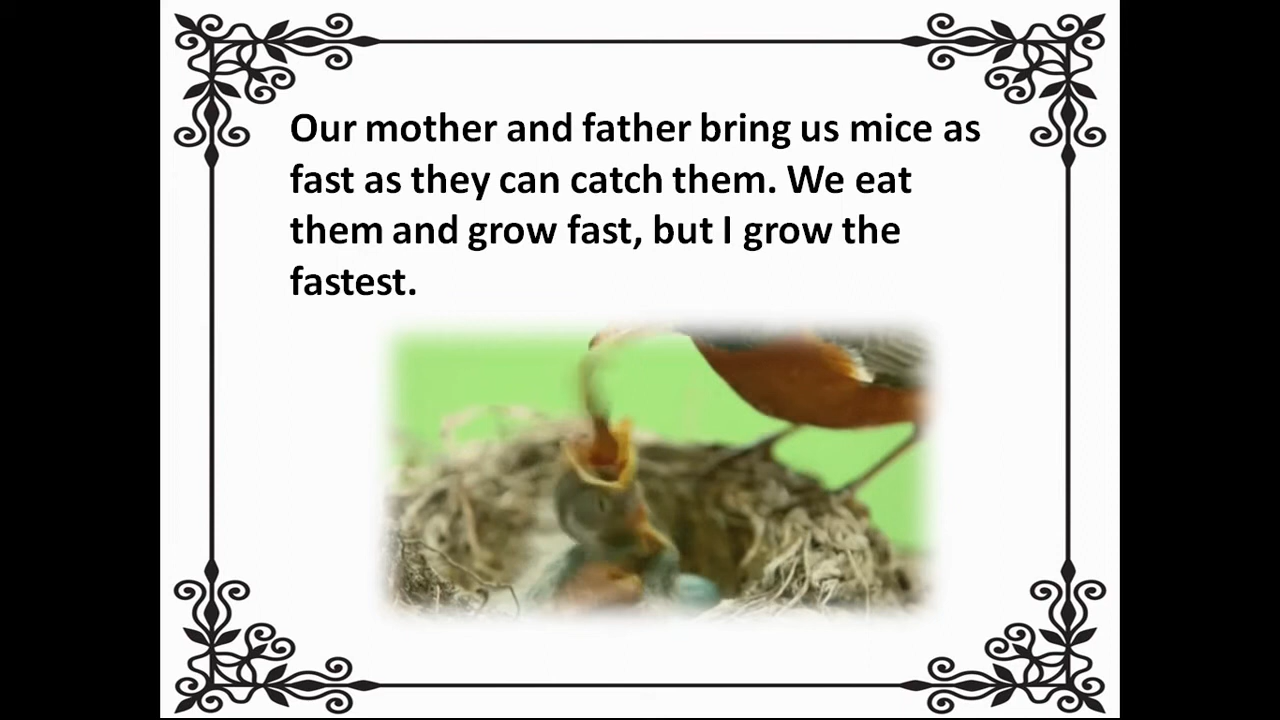 Our mother and father bring us mice as
fast as they can catch them. We eat
them and grow fast, but I grow the
fastest.